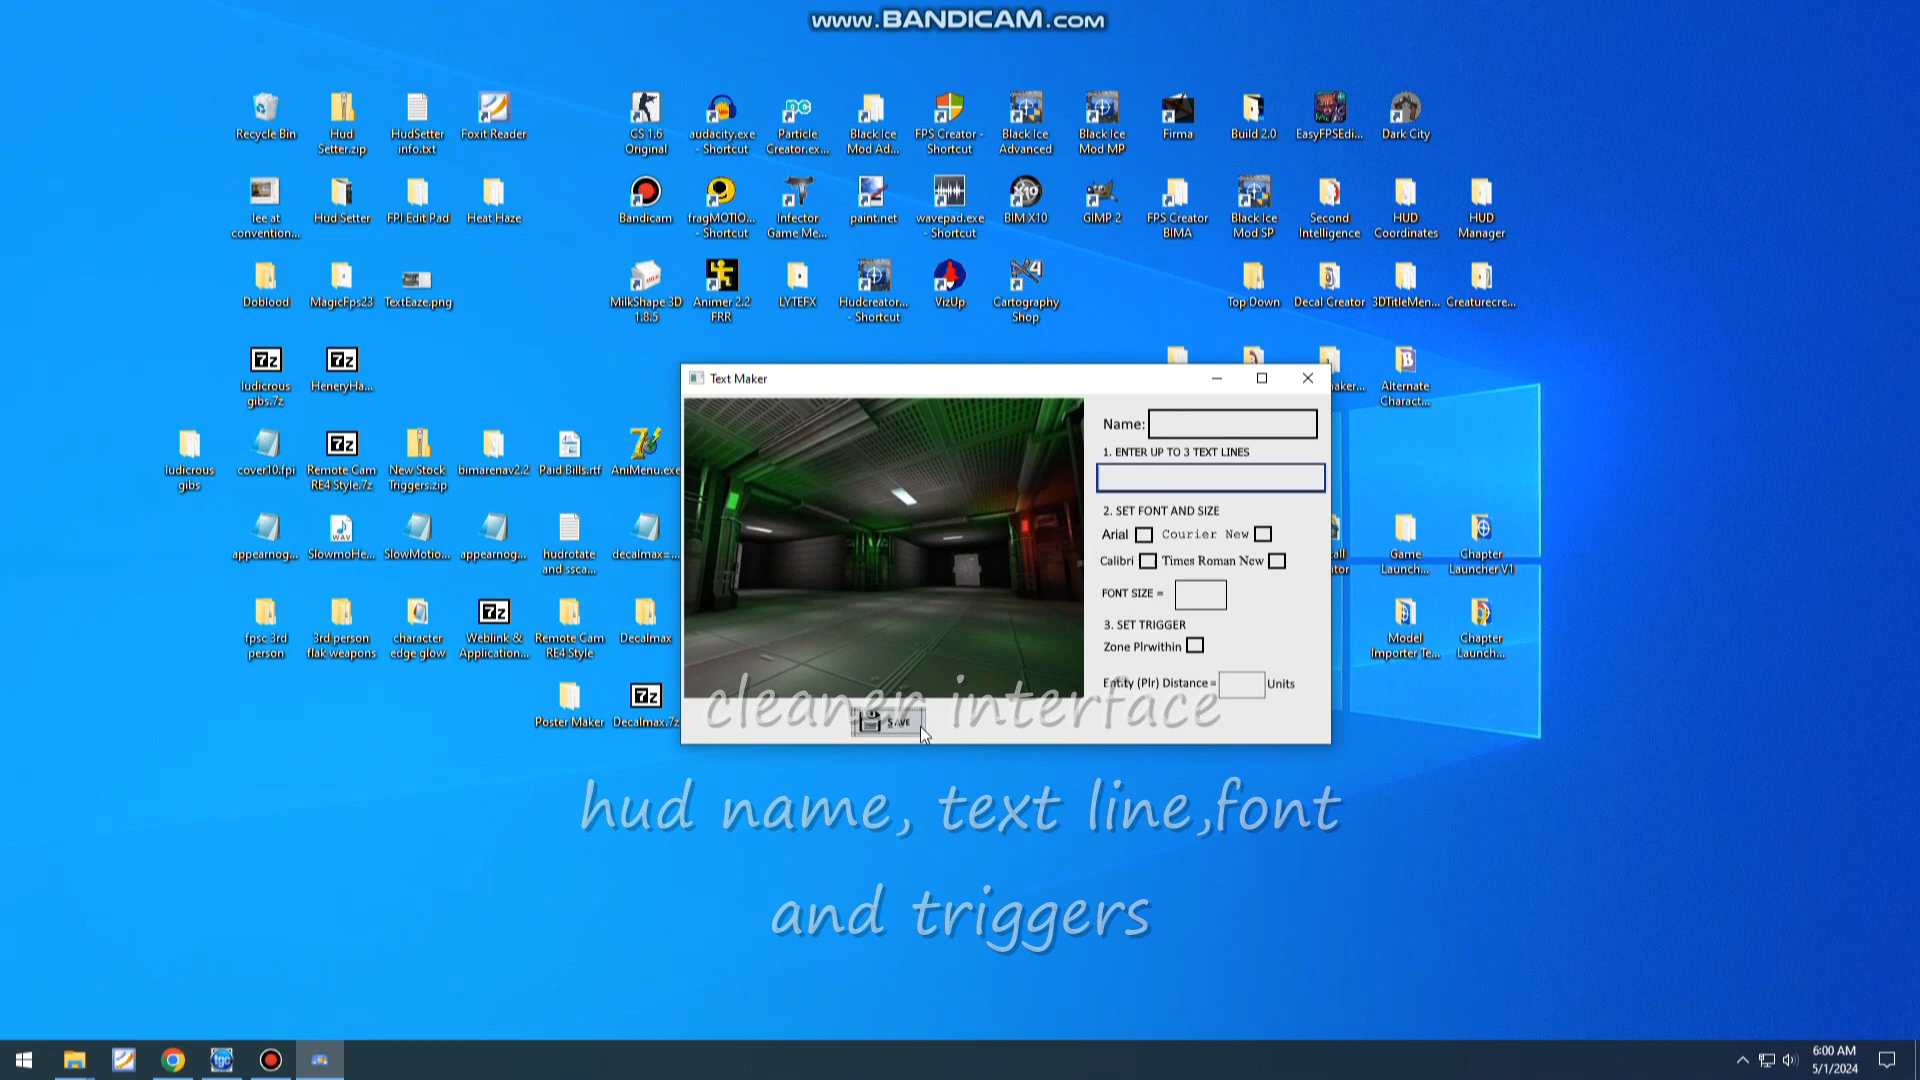 www.BANDICAM.com
Recycle Bin
Hud Setter.zip
HudSetter info.txt
Foxit Reader
CS 1.6 Original
audacity.exe - Shortcut
Particle Creator.ex...
Black Ice Mod Ad...
FPS Creator - Shortcut
Black Ice Advanced
Black Ice Mod MP
Firma
Build 2.0
EasyFPSEdi...
Dark City
lee at convention...
Hud Setter
FPI Edit Pad
Heat Haze
Bandicam
fragMOTIO... - Shortcut
Infector Game Me...
paint.net
wavepad.exe - Shortcut
BIM X10
GIMP 2
FPS Creator BIMA
Black Ice Mod SP
Second Intelligence
HUD Coordinates
HUD Manager
Doblood
MagicFps23
TextEaze.png
MilkShape 3D 1.8.5
Animer 2.2 FRR
LYTEFX
Hudcreator... - Shortcut
VizUp
Cartography Shop
Top Down
Decal Creator
3DTitleMen...
Creaturecre...
ludicrous gibs.7z
HeneryHa...
Alternate Charact...
ludicrous gibs
cover10.fpi
Remote Cam RE4 Style.7z
New Stock Triggers.zip
bimarenav2.2
Paid Bills.rtf
AniMenu.exe
appearnog...
SlowmoHe...
SlowMotio...
appearnog...
hudrotate and ssca...
decalmax=...
Game Launch...
Chapter Launcher V1
fpsc 3rd person
3rd person flak weapons
character edge glow
Weblink & Application...
Remote Cam RE4 Style
Decalmax
Model Importer Te...
Chapter Launch...
Poster Maker
Decalmax.7z
Text Maker
Name:
1. ENTER UP TO 3 TEXT LINES
2. SET FONT AND SIZE
Arial Courier New
Calibri Times Roman New
FONT SIZE =
3. SET TRIGGER
Zone Plrwithin
Entity (Plr) Distance = Units
SAVE
cleaner interface
hud name, text line,font
and triggers
tgc
6:00 AM
5/1/2024